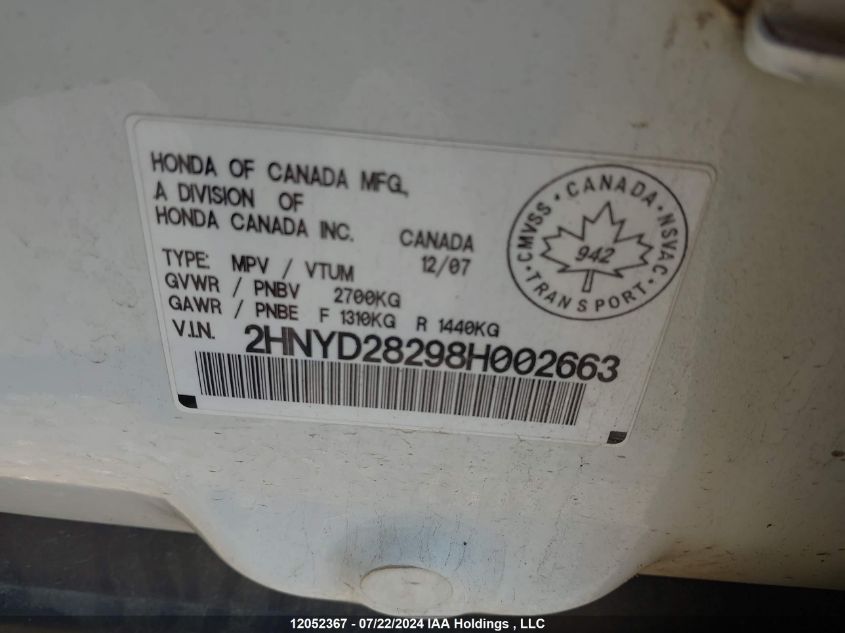 HONDA OF CANADA MFG.,
A DIVISION OF
HONDA CANADA INC. CANADA
TYPE: MPV / VTUM 12/07
GVWR / PNBV 2700KG
GAWR / PNBE F 1310KG R 1440KG
V.I.N. 2HNYD28298H002663
CANADA · NSVAC · TRANSPORT · CMVSS ·
942
12052367 - 07/22/2024 IAA Holdings , LLC